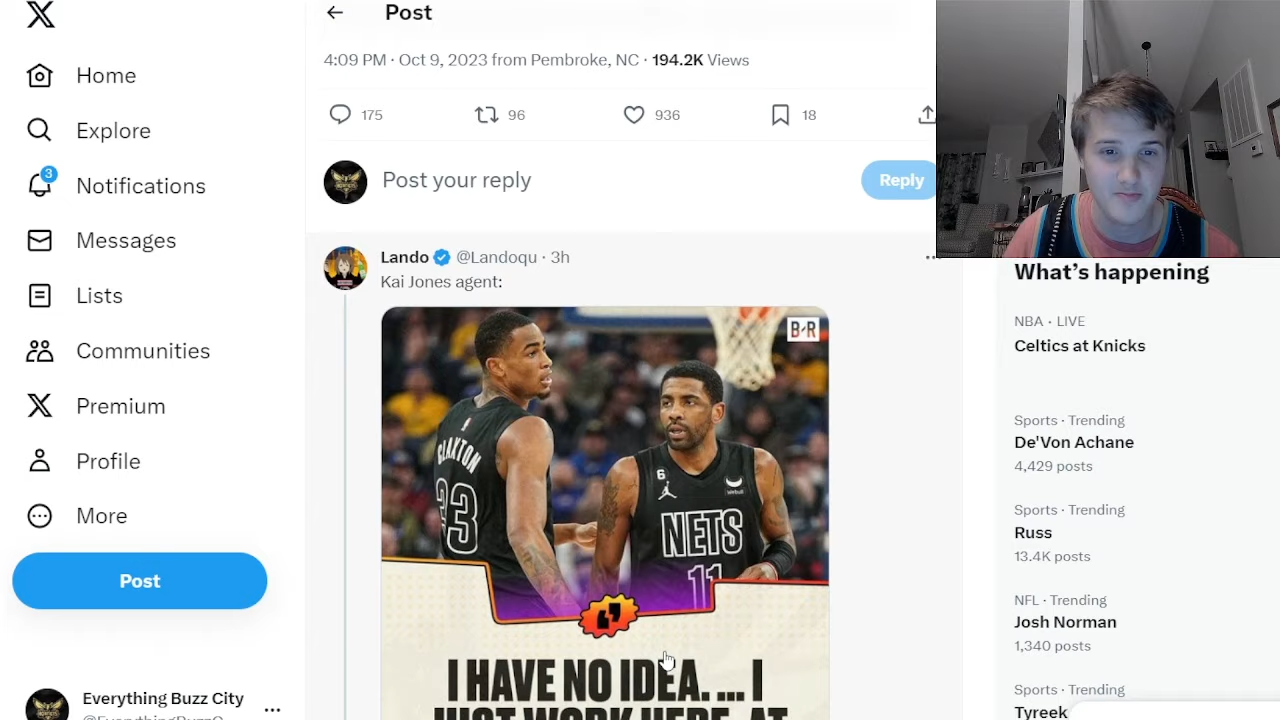 Post
4:09 PM · Oct 9, 2023 from Pembroke, NC · 194.2K Views
175 96 936 18
Post your reply
Reply
Lando @Landoqu · 3h
Kai Jones agent:
B/R
CLAXTON
33
6
NETS
11
I HAVE NO IDEA. ... I
JUST WORK HERE. AT
Home
Explore
3
Notifications
Messages
Lists
Communities
Premium
Profile
More
Post
Everything Buzz City
What’s happening
NBA · LIVE
Celtics at Knicks
Sports · Trending
De'Von Achane
4,429 posts
Sports · Trending
Russ
13.4K posts
NFL · Trending
Josh Norman
1,340 posts
Sports · Trending
Tyreek